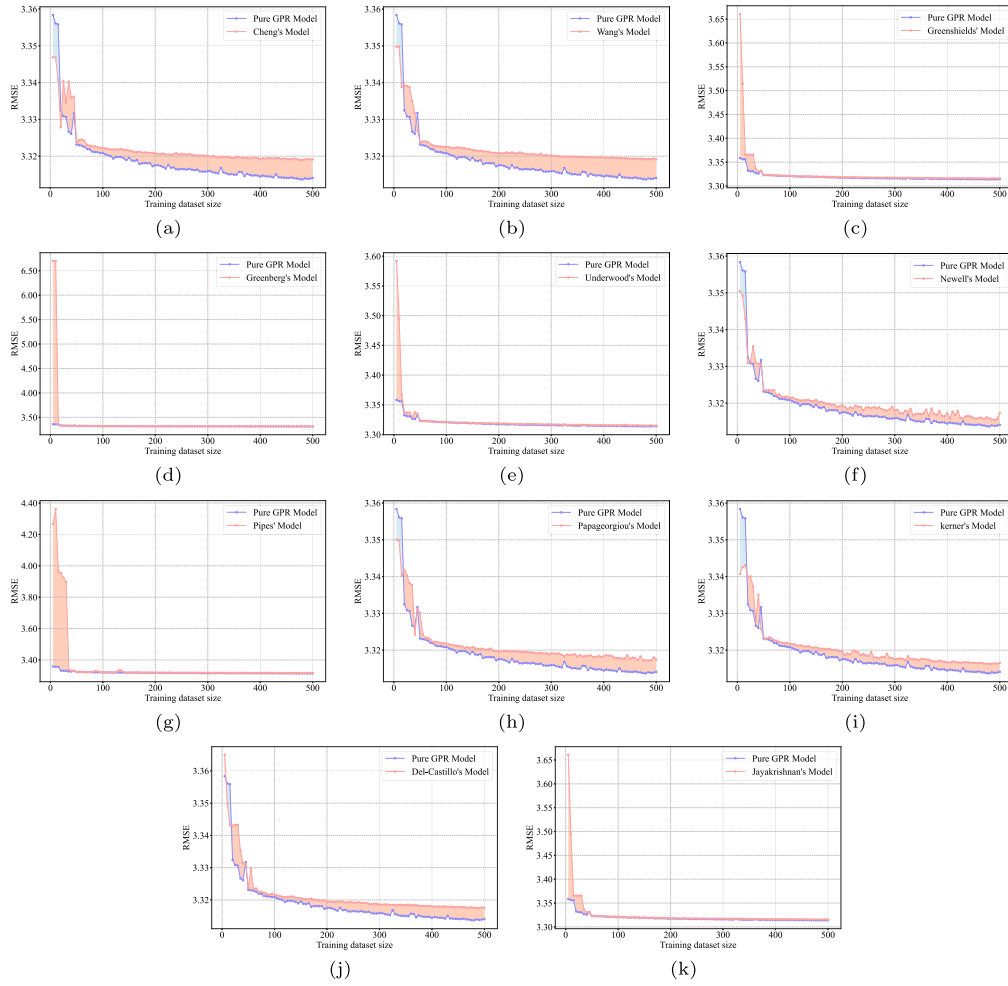 3.36
3.35
3.34
3.33
3.32
RMSE
Pure GPR Model
Cheng's Model
0 100 200 300 400 500
Training dataset size
(a)
3.36
3.35
3.34
3.33
3.32
RMSE
Pure GPR Model
Wang's Model
0 100 200 300 400 500
Training dataset size
(b)
3.65
3.60
3.55
3.50
3.45
3.40
3.35
3.30
RMSE
Pure GPR Model
Greenshields' Model
0 100 200 300 400 500
Training dataset size
(c)
6.50
6.00
5.50
5.00
4.50
4.00
3.50
RMSE
Pure GPR Model
Greenberg's Model
0 100 200 300 400 500
Training dataset size
(d)
3.60
3.55
3.50
3.45
3.40
3.35
3.30
RMSE
Pure GPR Model
Underwood's Model
0 100 200 300 400 500
Training dataset size
(e)
3.36
3.35
3.34
3.33
3.32
RMSE
Pure GPR Model
Newell's Model
0 100 200 300 400 500
Training dataset size
(f)
4.40
4.20
4.00
3.80
3.60
3.40
RMSE
Pure GPR Model
Pipes' Model
0 100 200 300 400 500
Training dataset size
(g)
3.36
3.35
3.34
3.33
3.32
RMSE
Pure GPR Model
Papageorgiou's Model
0 100 200 300 400 500
Training dataset size
(h)
3.36
3.35
3.34
3.33
3.32
RMSE
Pure GPR Model
kerner's Model
0 100 200 300 400 500
Training dataset size
(i)
3.36
3.35
3.34
3.33
3.32
RMSE
Pure GPR Model
Del-Castillo's Model
0 100 200 300 400 500
Training dataset size
(j)
3.65
3.60
3.55
3.50
3.45
3.40
3.35
3.30
RMSE
Pure GPR Model
Jayakrishnan's Model
0 100 200 300 400 500
Training dataset size
(k)